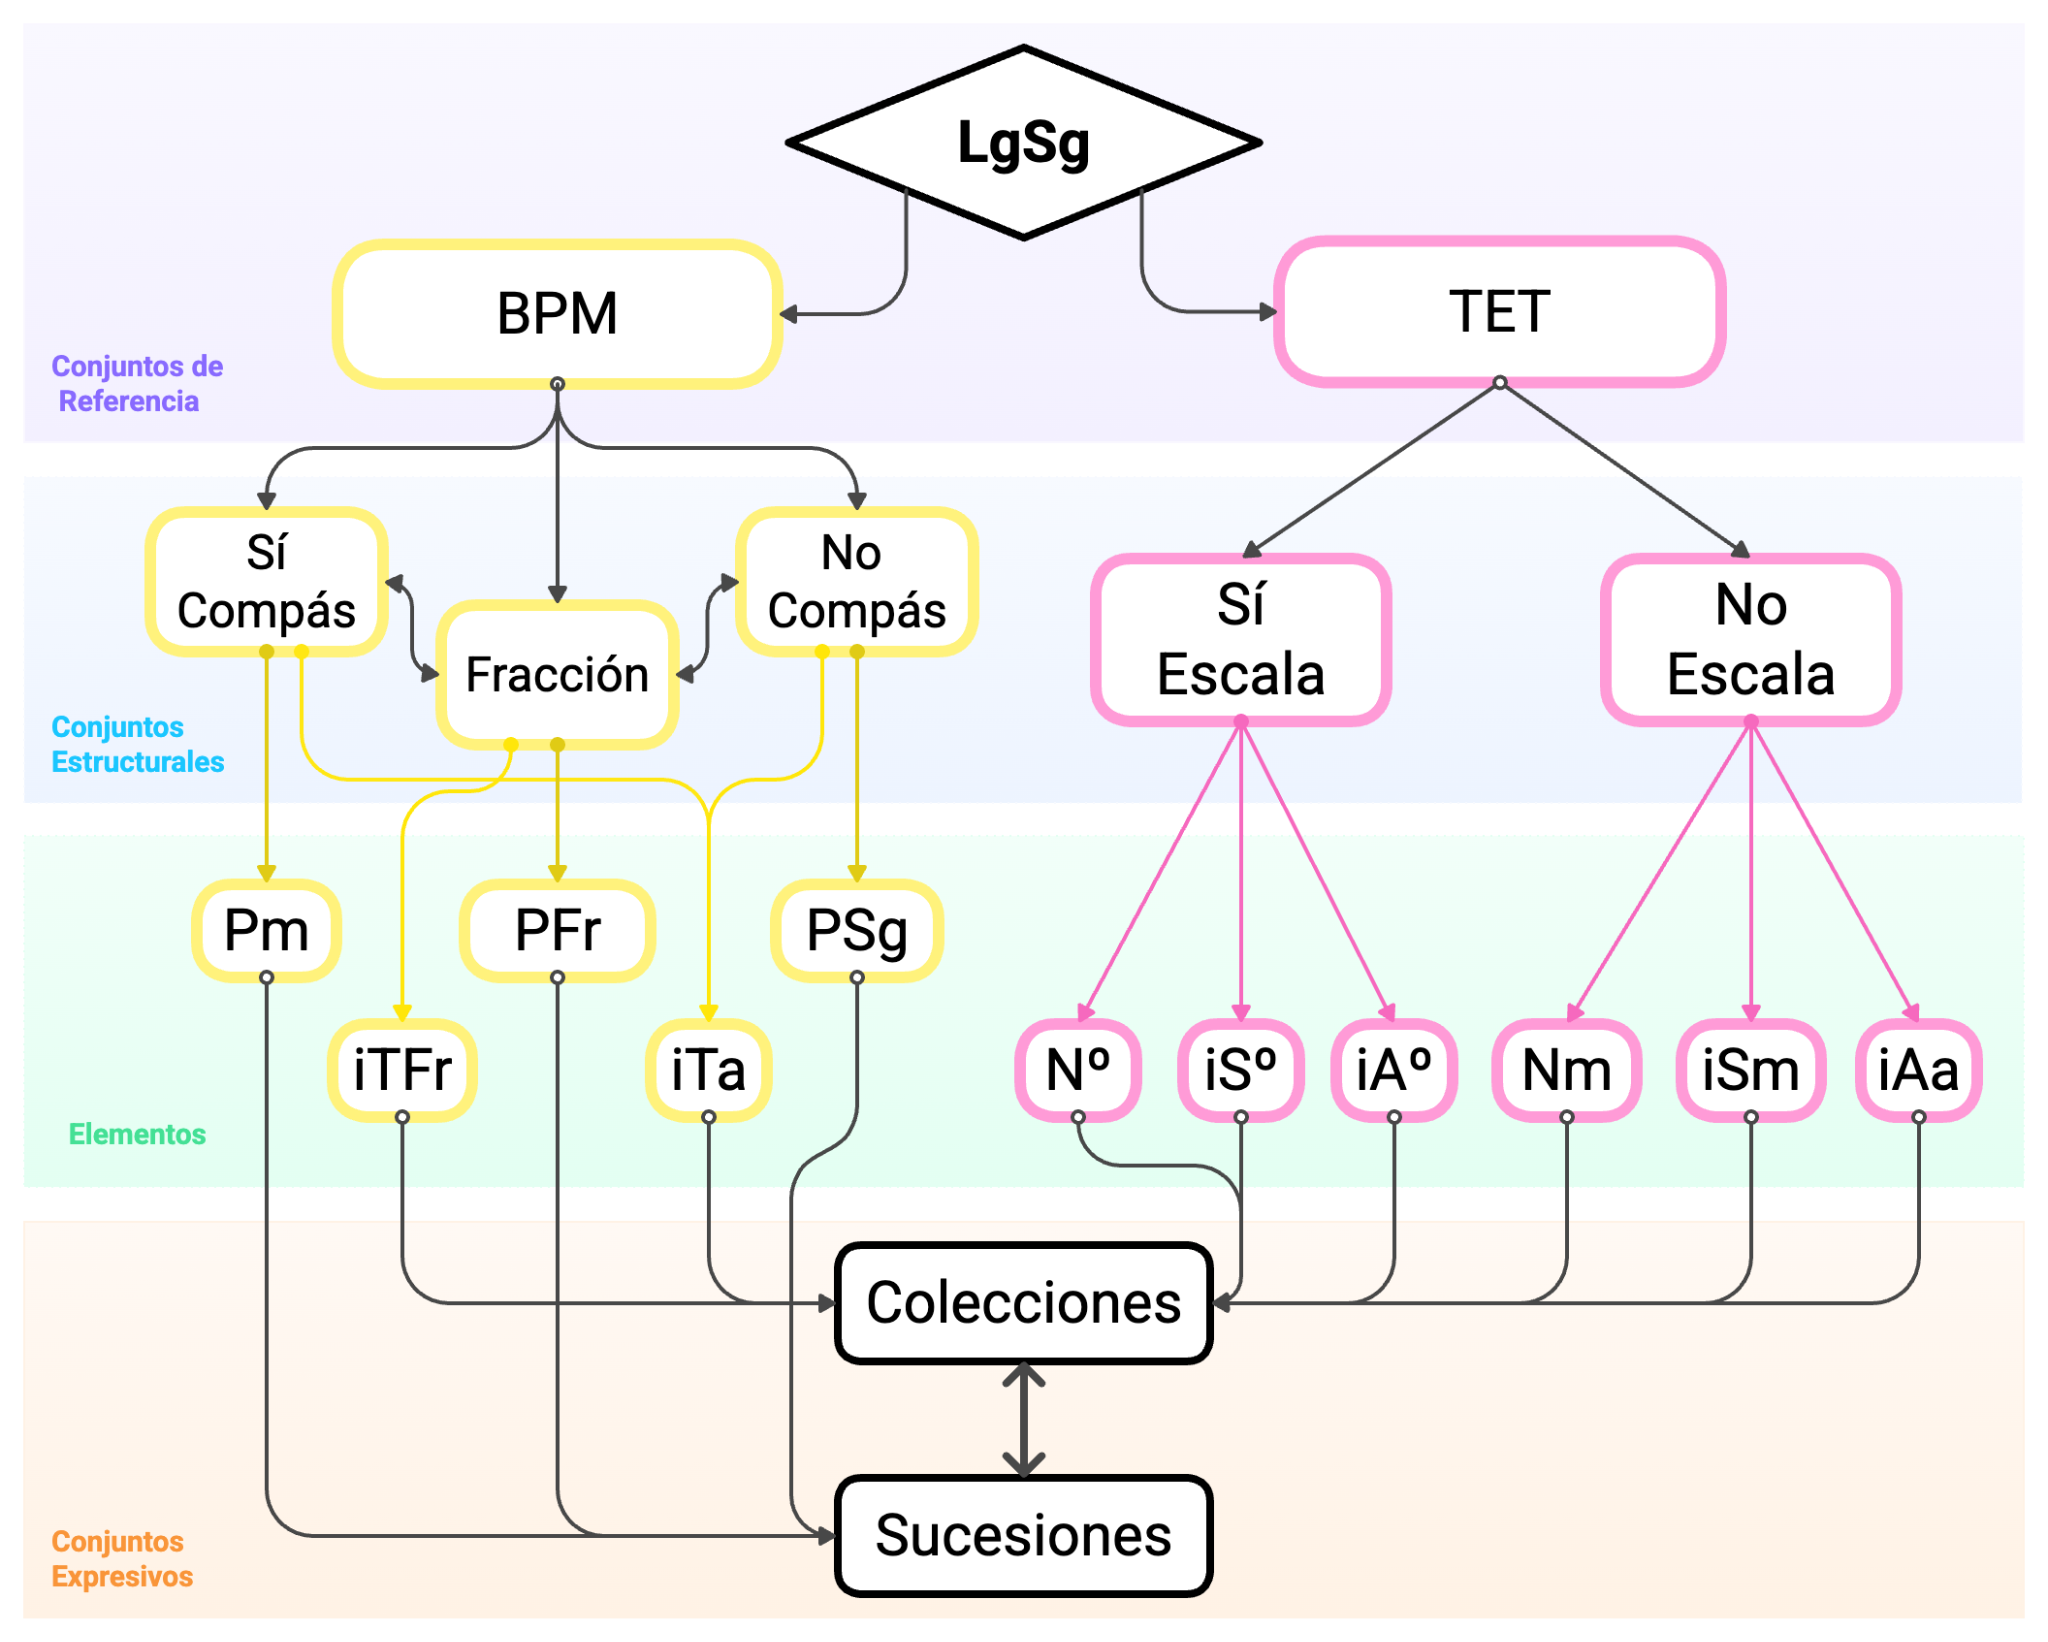 LgSg
BPM
TET
Conjuntos de
Referencia
Sí
Compás
No
Compás
Fracción
Sí
Escala
No
Escala
Conjuntos
Estructurales
Pm
PFr
PSg
iTFr
iTa
Nº
iSº
iAº
Nm
iSm
iAa
Elementos
Colecciones
Sucesiones
Conjuntos
Expresivos